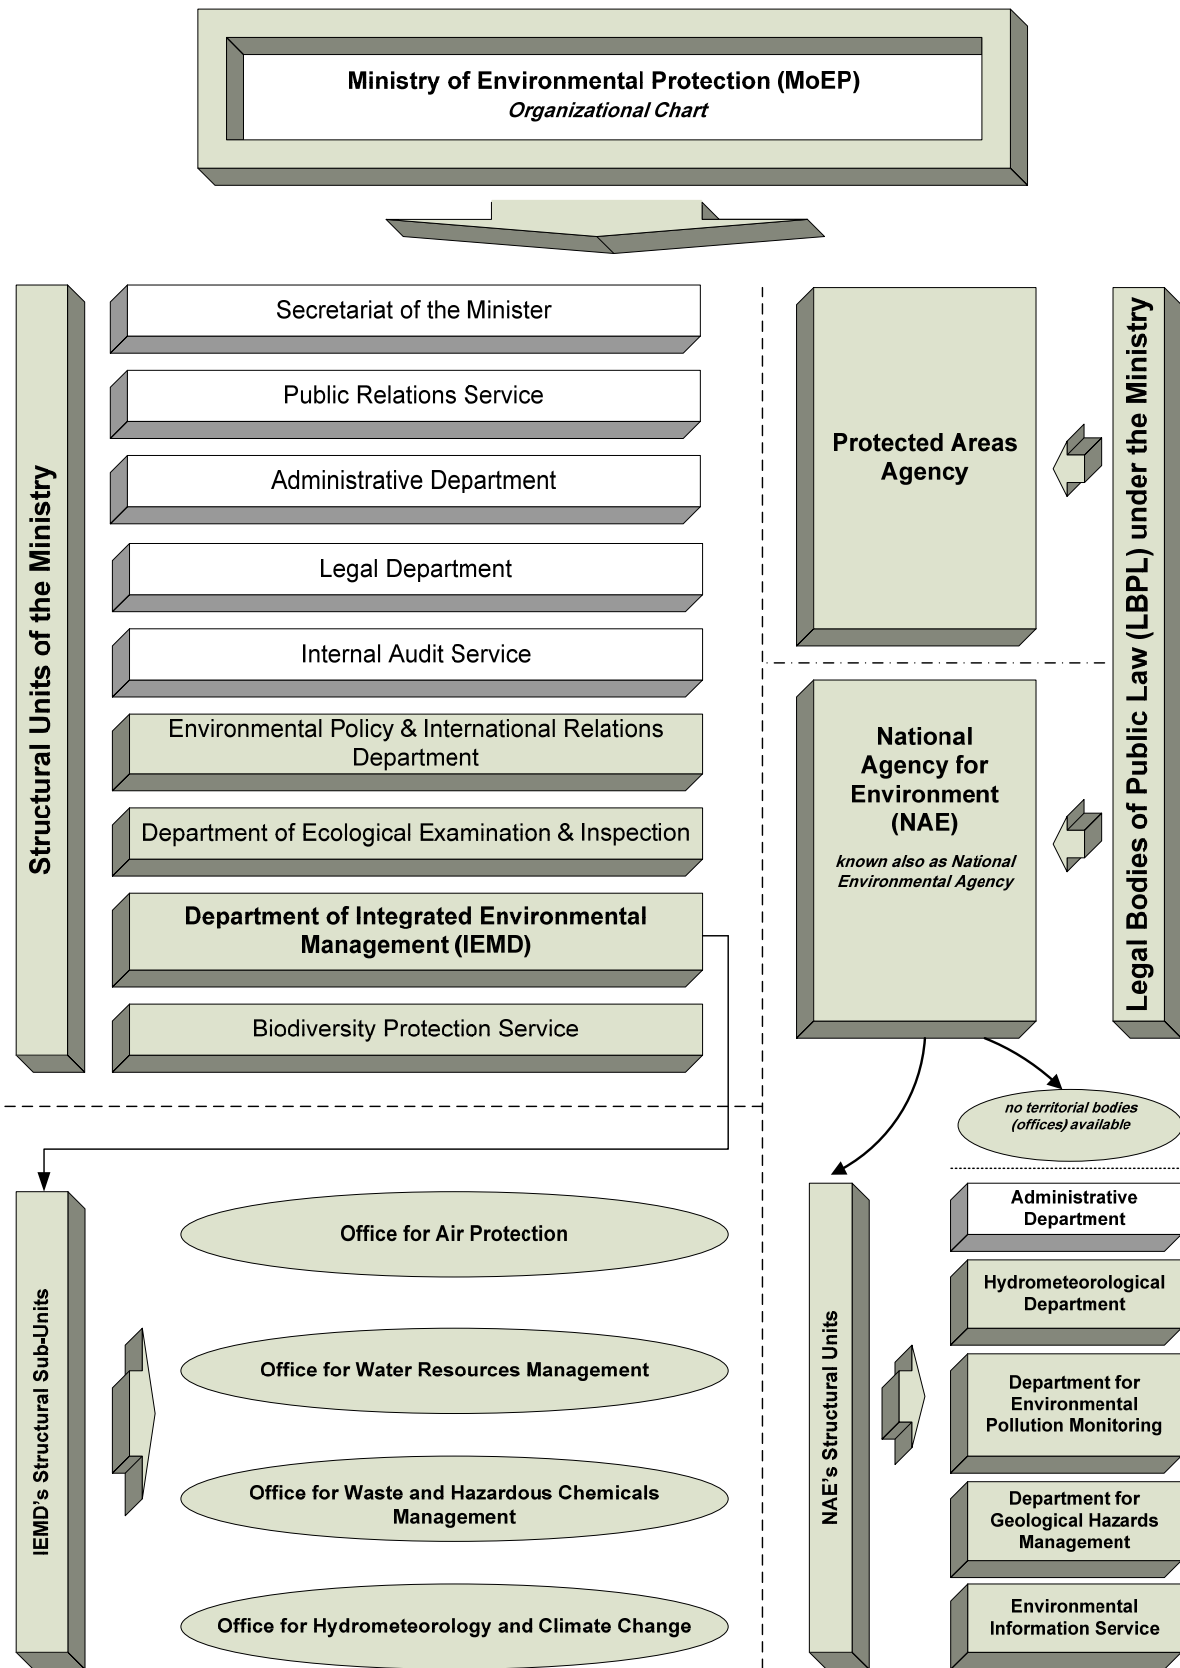 Ministry of Environmental Protection (MoEP)
Organizational Chart
Structural Units of the Ministry
Secretariat of the Minister
Public Relations Service
Administrative Department
Legal Department
Internal Audit Service
Environmental Policy & International Relations
Department
Department of Ecological Examination & Inspection
Department of Integrated Environmental
Management (IEMD)
Biodiversity Protection Service
Protected Areas
Agency
National
Agency for
Environment
(NAE)
known also as National
Environmental Agency
Legal Bodies of Public Law (LBPL) under the Ministry
no territorial bodies
(offices) available
IEMD's Structural Sub-Units
Office for Air Protection
Office for Water Resources Management
Office for Waste and Hazardous Chemicals
Management
Office for Hydrometeorology and Climate Change
NAE's Structural Units
Administrative
Department
Hydrometeorological
Department
Department for
Environmental
Pollution Monitoring
Department for
Geological Hazards
Management
Environmental
Information Service